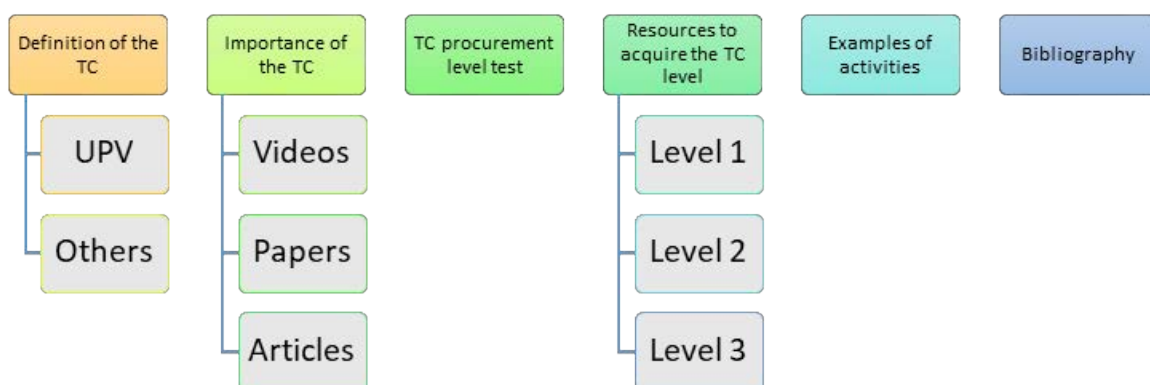 Definition of the
TC
UPV
Others
Importance of
the TC
Videos
Papers
Articles
TC procurement
level test
Resources to
acquire the TC
level
Level 1
Level 2
Level 3
Examples of
activities
Bibliography